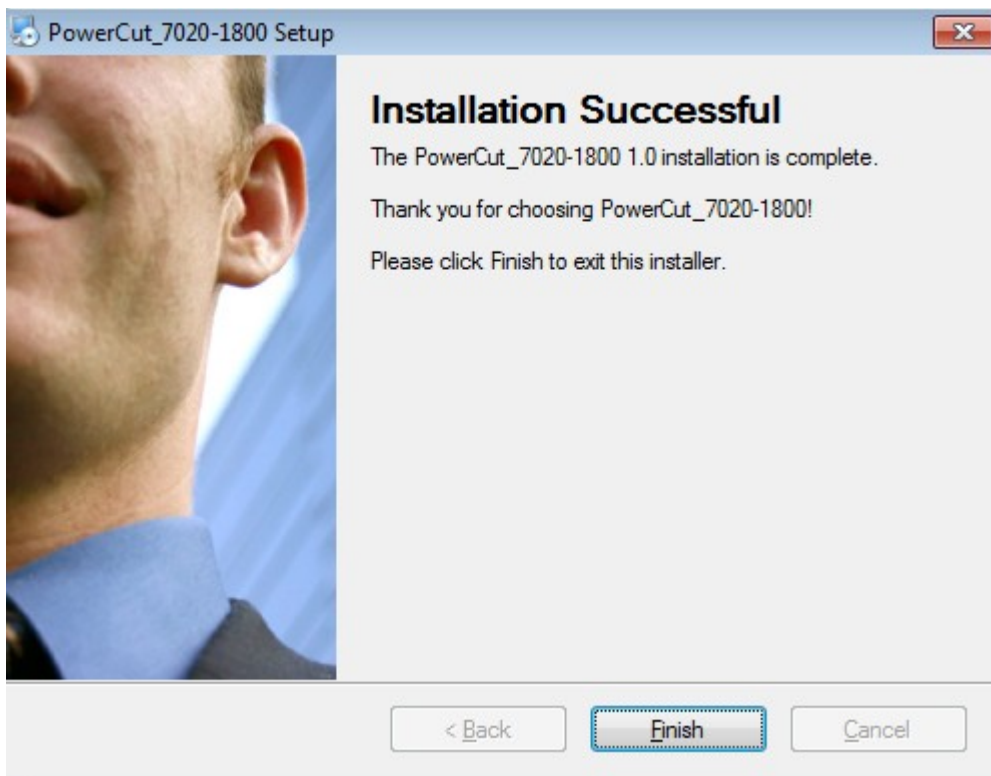 PowerCut_7020-1800 Setup
Installation Successful
The PowerCut_7020-1800 1.0 installation is complete.
Thank you for choosing PowerCut_7020-1800!
Please click Finish to exit this installer.
< Back Finish Cancel